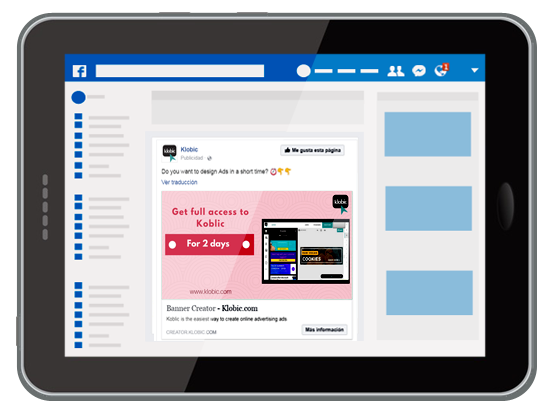 f
1
klobic
Klobic
Publicidad
Me gusta esta página
Do you want to design Ads in a short time?
Ver traducción
klobic
Get full access to
Koblic
For 2 days
COOKIES
www.klobic.com
Banner Creator - Klobic.com
Koblic is the easiest way to create online advertising ads
CREATOR.KLOBIC.COM
Más información